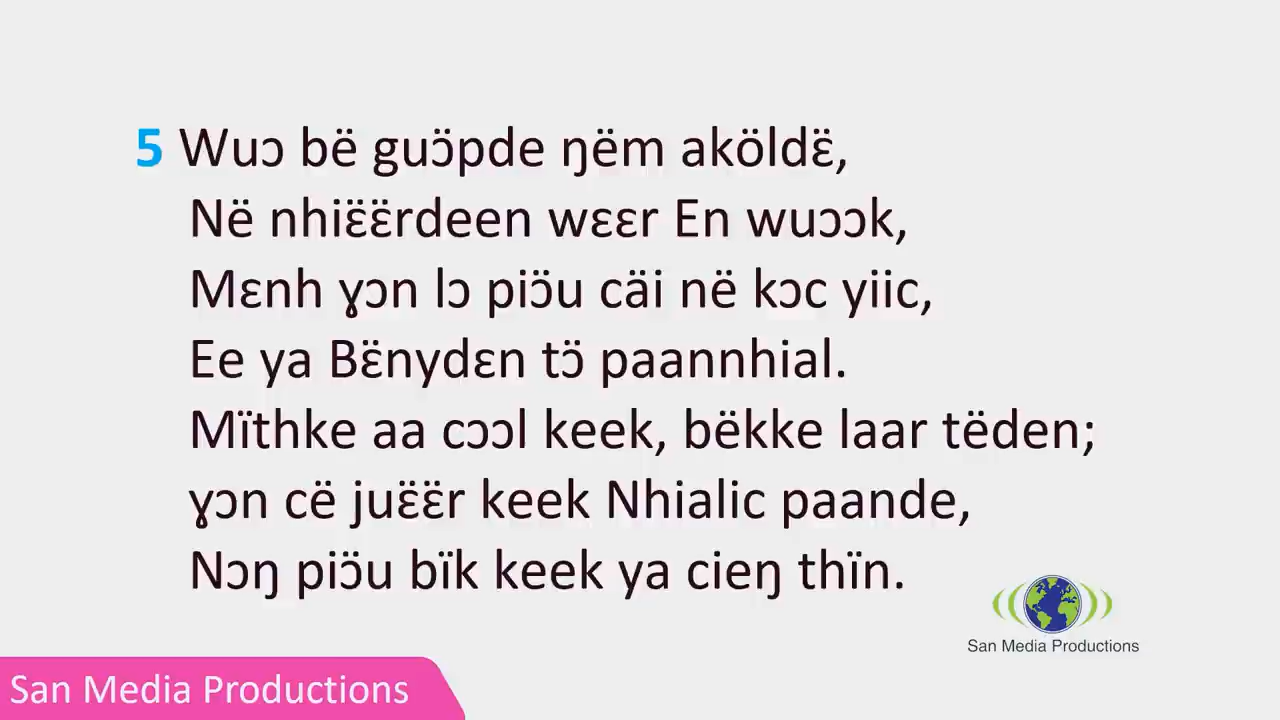 5 Wuɔ bë guɔ̈pde ŋëm aköldɛ̈,
Në nhiɛ̈ɛ̈rdeen wɛɛr En wuɔɔk,
Mɛnh ɣɔn lɔ piɔ̈u cäi në kɔc yiic,
Ee ya Bɛ̈nydɛn tɔ̈ paannhial.
Mïthke aa cɔɔl keek, bëkke laar tëden;
ɣɔn cë juɛ̈ɛ̈r keek Nhialic paande,
Nɔŋ piɔ̈u bïk keek ya cieŋ thïn.
San Media Productions
San Media Productions